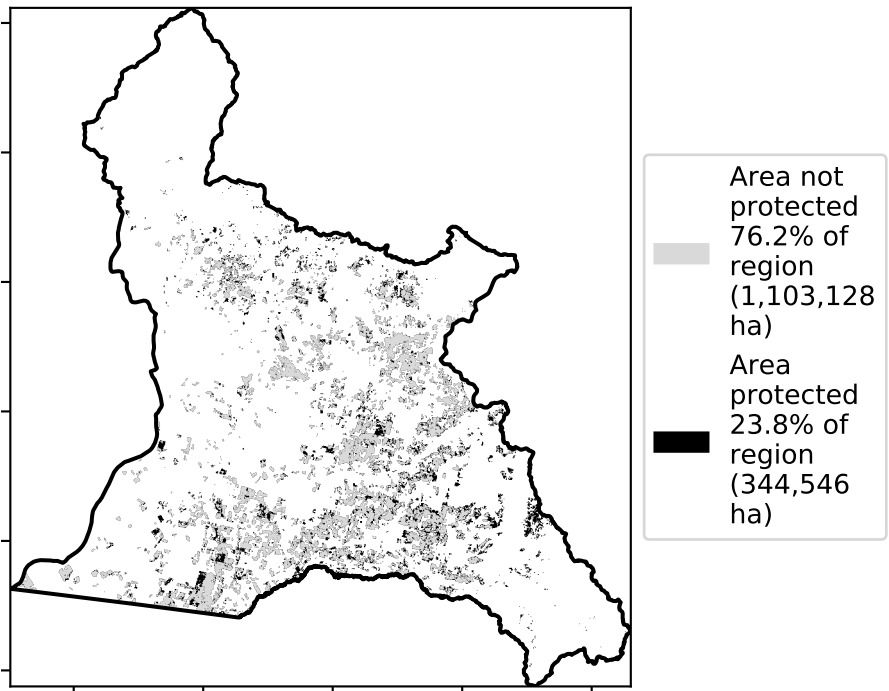 Area not
protected
76.2% of
region
(1,103,128
ha)
Area
protected
23.8% of
region
(344,546
ha)